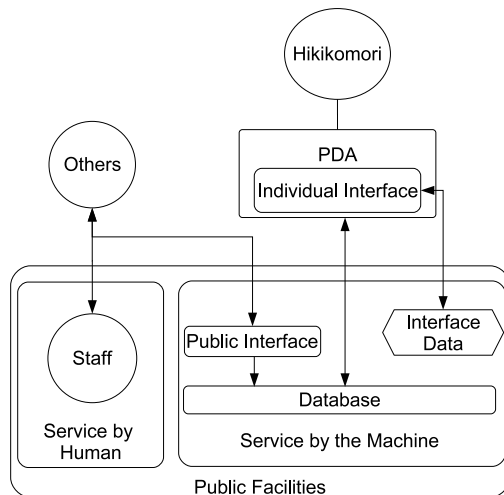 Hikikomori
PDA
Individual Interface
Others
Staff
Service by
Human
Public Interface
Interface
Data
Database
Service by the Machine
Public Facilities